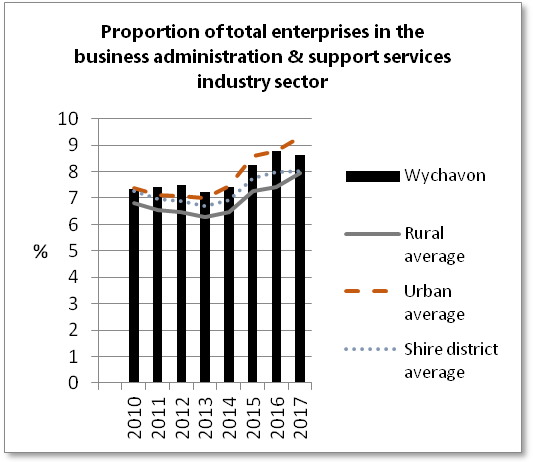 Proportion of total enterprises in the
business administration & support services
industry sector
10
9
8
7
6
5
4
3
2
1
0
%
2010
2011
2012
2013
2014
2015
2016
2017
Wychavon
Rural
average
Urban
average
Shire district
average